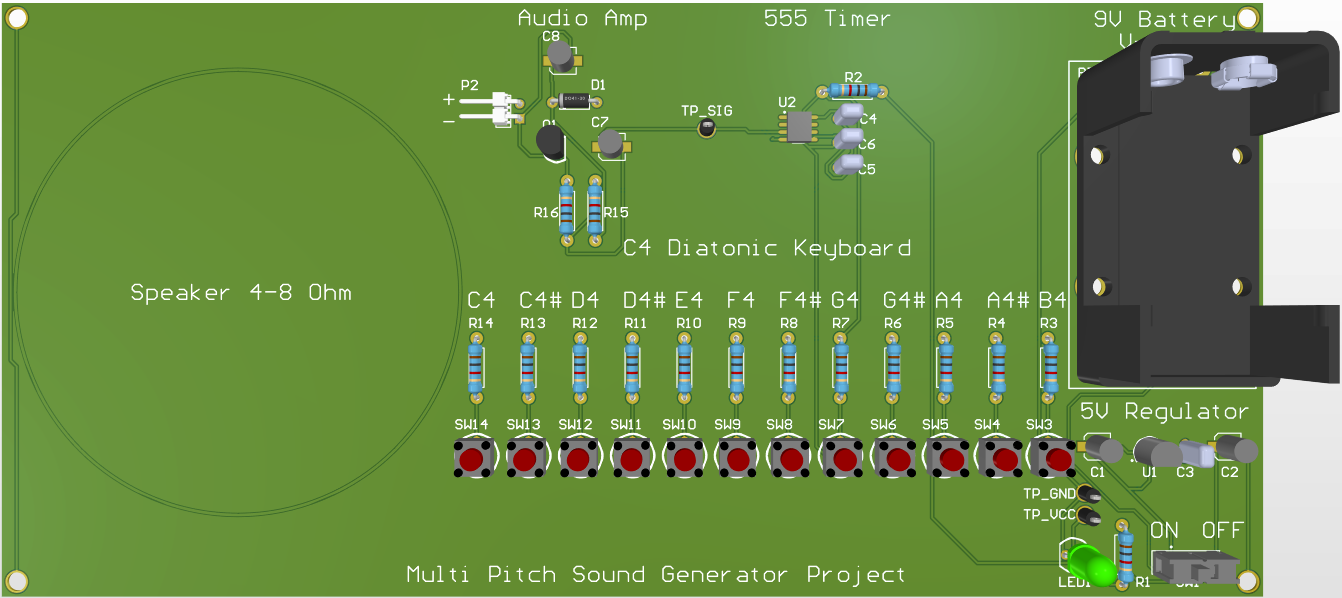 Audio Amp 555 Timer 9V Battery
C8
P2 D1 R2
+
−
TP_SIG U2
C7 C4
C6
C5
R16 R15
C4 Diatonic Keyboard
Speaker 4-8 Ohm
C4 C4# D4 D4# E4 F4 F4# G4 G4# A4 A4# B4
R14 R13 R12 R11 R10 R9 R8 R7 R6 R5 R4 R3
5V Regulator
SW14 SW13 SW12 SW11 SW10 SW9 SW8 SW7 SW6 SW5 SW4 SW3
C1 U1 C3 C2
TP_GND
TP_VCC
ON OFF
Multi Pitch Sound Generator Project
LED1 R1 SW1